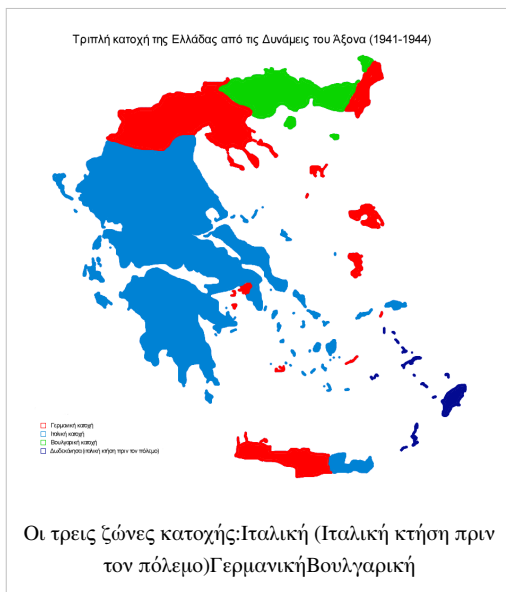 Τριπλή κατοχή της Ελλάδας από τις Δυνάμεις του Άξονα (1941-1944)
Γερμανική κατοχή
Ιταλική κατοχή
Βουλγαρική κατοχή
Δωδεκάνησα (ιταλική κτήση πριν τον πόλεμο)
Οι τρεις ζώνες κατοχής:Ιταλική (Ιταλική κτήση πριν
τον πόλεμο)ΓερμανικήΒουλγαρική